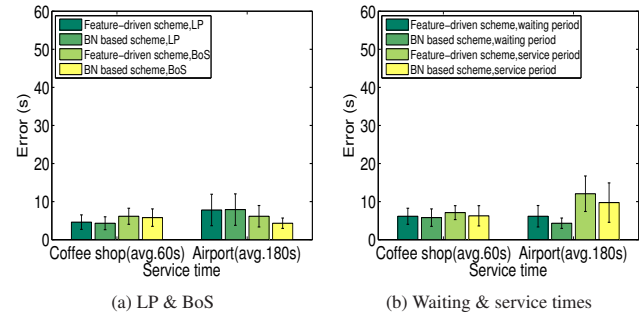 60
50
40
30
20
10
0
Error (s)
Feature-driven scheme,LP
BN based scheme,LP
Feature-driven scheme,BoS
BN based scheme,BoS
Coffee shop(avg.60s) Airport(avg.180s)
Service time
(a) LP & BoS
60
50
40
30
20
10
0
Error (s)
Feature-driven scheme,waiting period
BN based scheme,waiting period
Feature-driven scheme,service period
BN based scheme,service period
Coffee shop(avg.60s) Airport(avg.180s)
Service time
(b) Waiting & service times